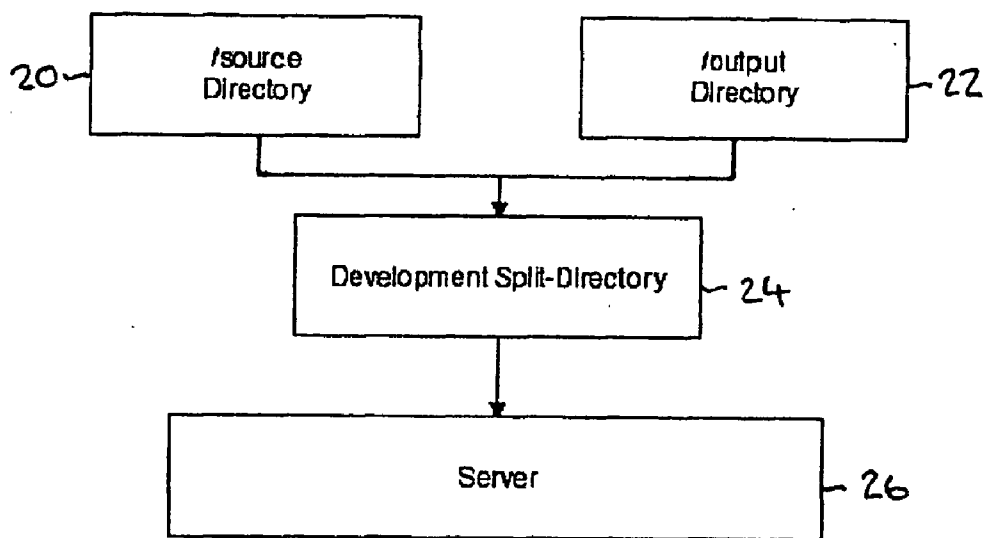 /source
Directory
20
/output
Directory
22
Development Split-Directory
24
Server
26